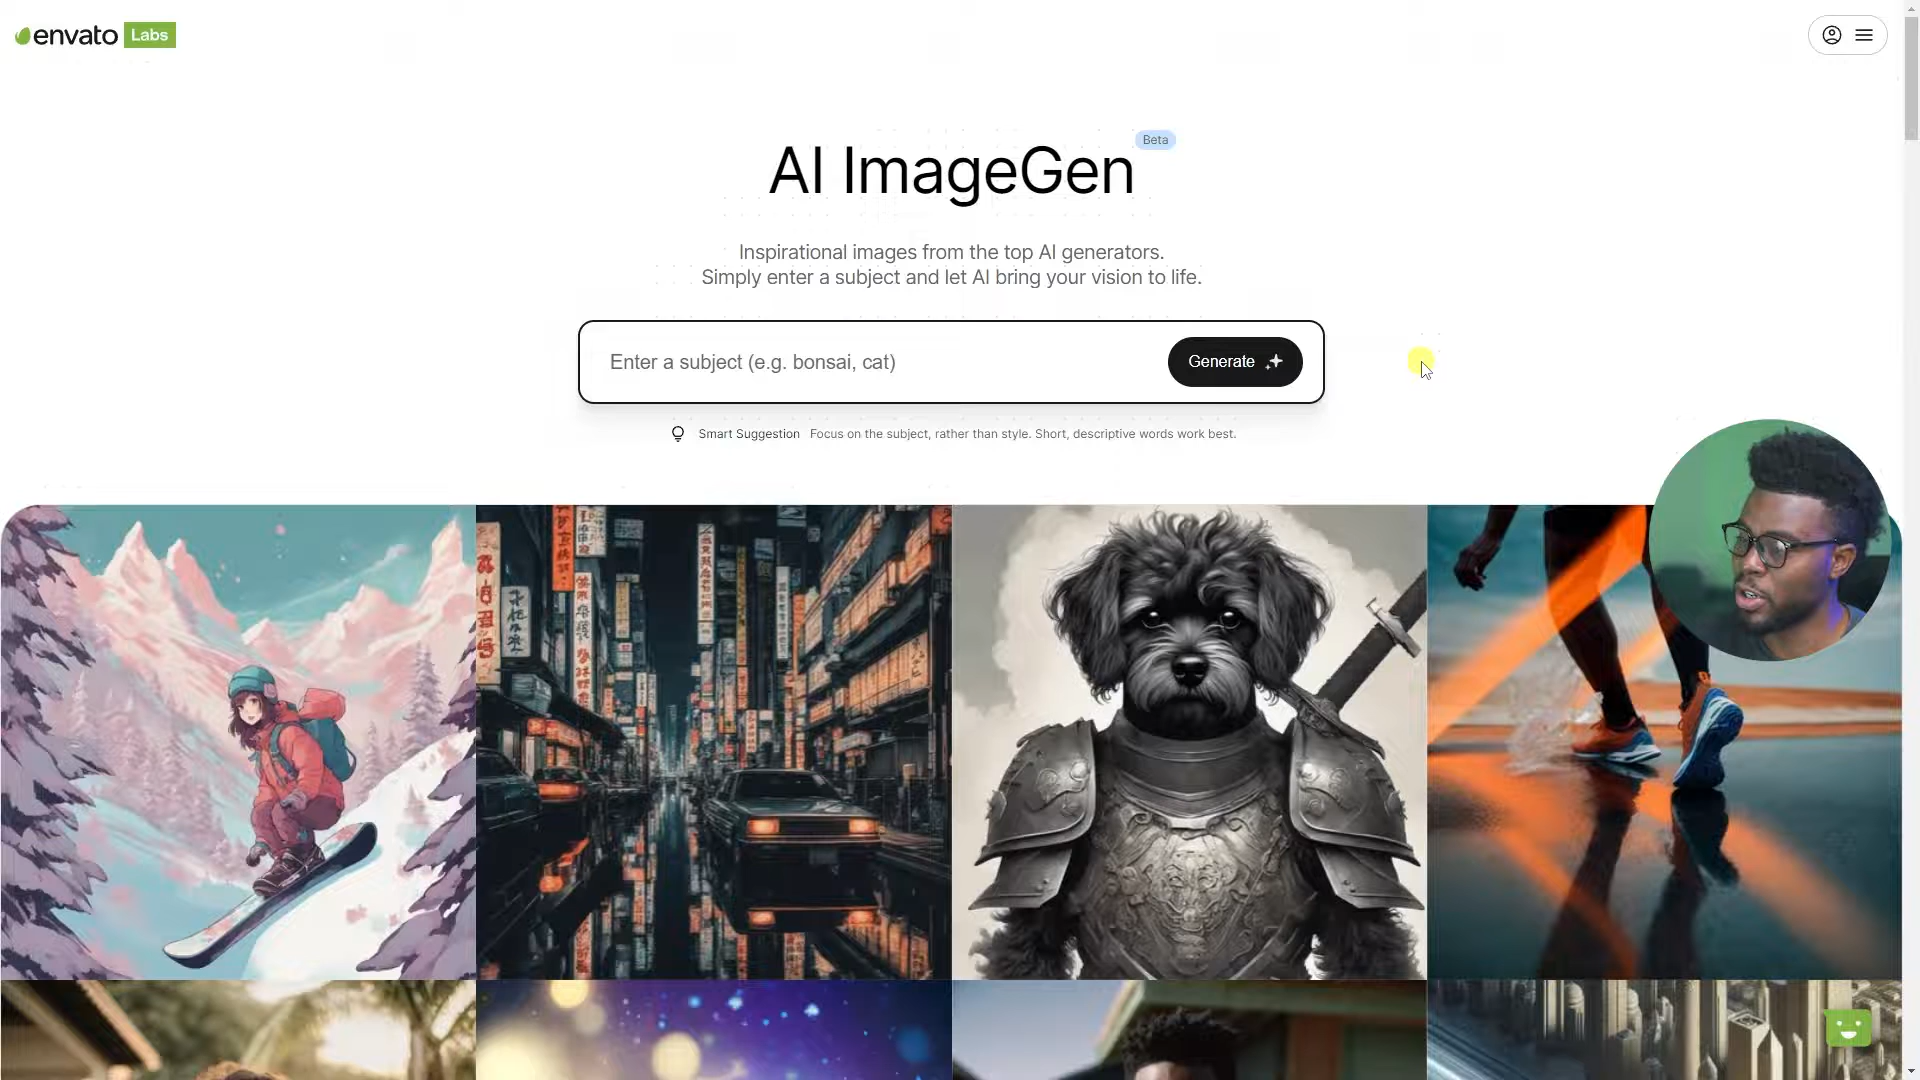 envato Labs
AI ImageGen
Beta
Inspirational images from the top AI generators.
Simply enter a subject and let AI bring your vision to life.
Enter a subject (e.g. bonsai, cat)
Generate
Smart Suggestion Focus on the subject, rather than style. Short, descriptive words work best.